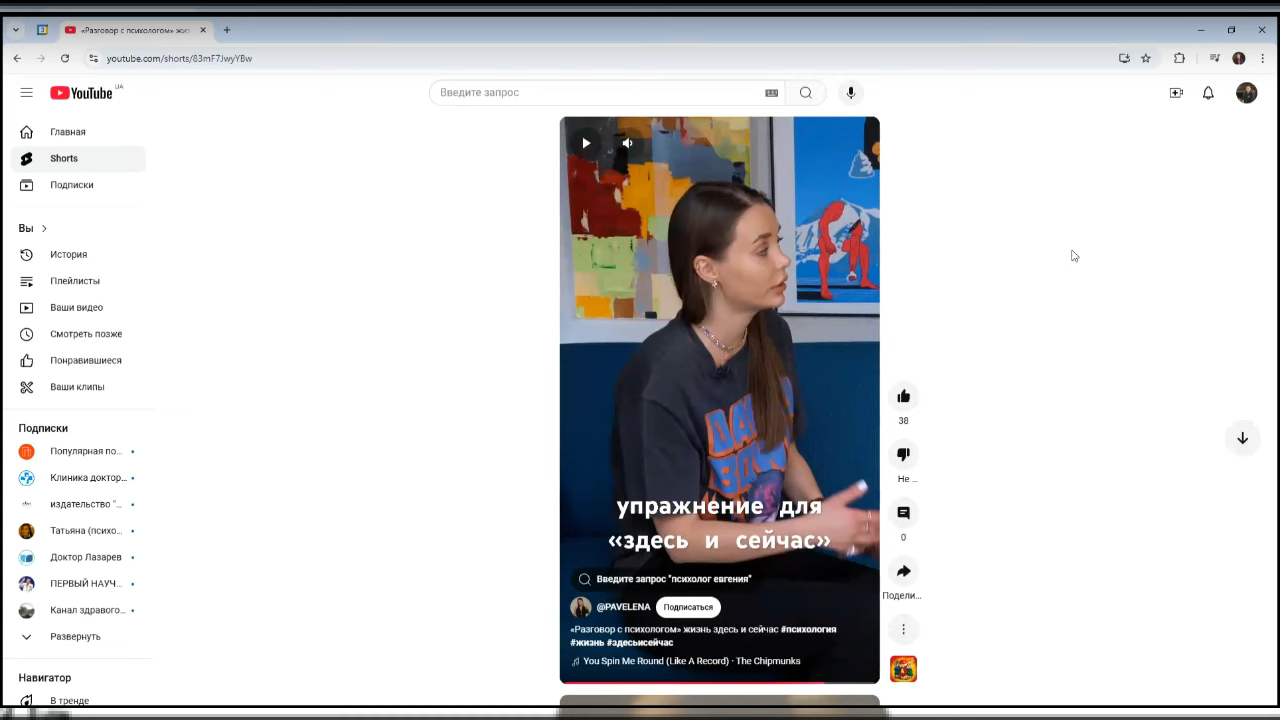 «Разговор с психологом» жиз
youtube.com/shorts/83mF7JwyYBw
YouTube UA
Введите запрос
Главная
Shorts
Подписки
Вы
История
Плейлисты
Ваши видео
Смотреть позже
Понравившиеся
Ваши клипы
Подписки
Популярная по...
Клиника доктор...
издательство "...
Татьяна (психо...
Доктор Лазарев
ПЕРВЫЙ НАУЧ...
Канал здравого...
Развернуть
Навигатор
В тренде
упражнение для
«здесь и сейчас»
Введите запрос "психолог евгения"
@PAVELENA Подписаться
«Разговор с психологом» жизнь здесь и сейчас #психология
#жизнь #здесьисейчас
You Spin Me Round (Like A Record) · The Chipmunks
38
Не ...
0
Подели...